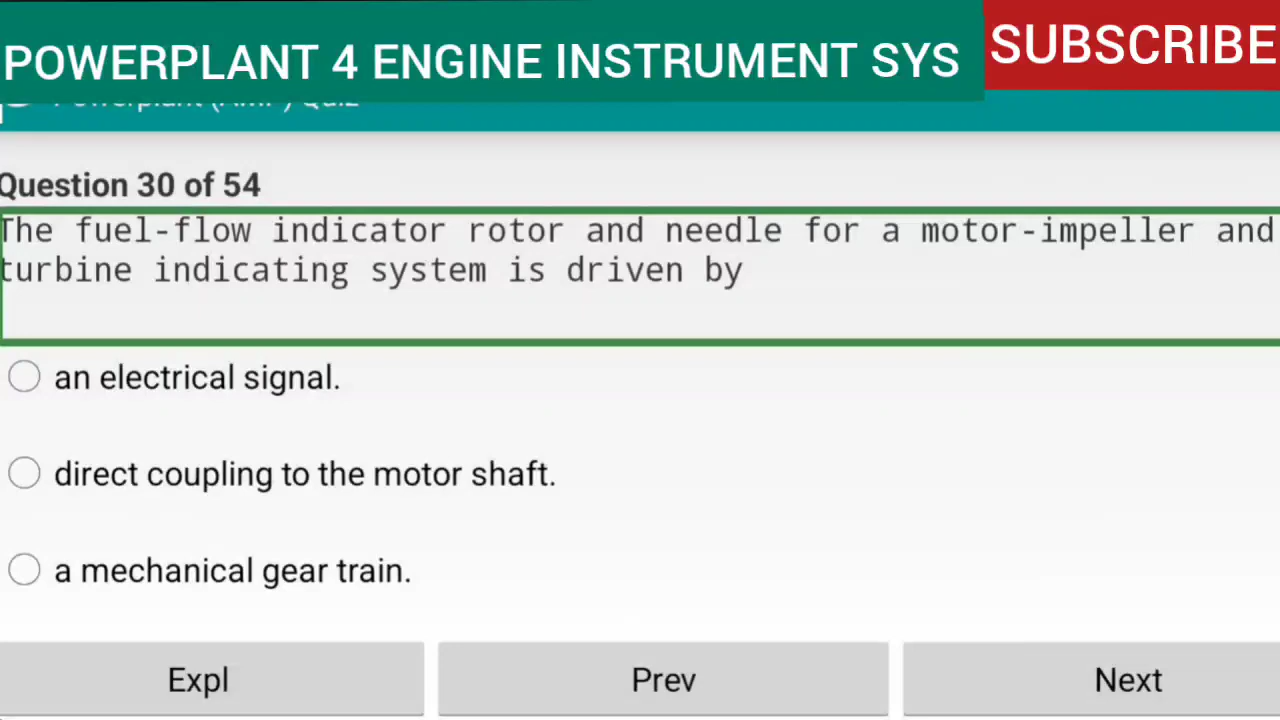 POWERPLANT 4 ENGINE INSTRUMENT SYS
SUBSCRIBE
Question 30 of 54
The fuel-flow indicator rotor and needle for a motor-impeller and
turbine indicating system is driven by
an electrical signal.
direct coupling to the motor shaft.
a mechanical gear train.
Expl
Prev
Next